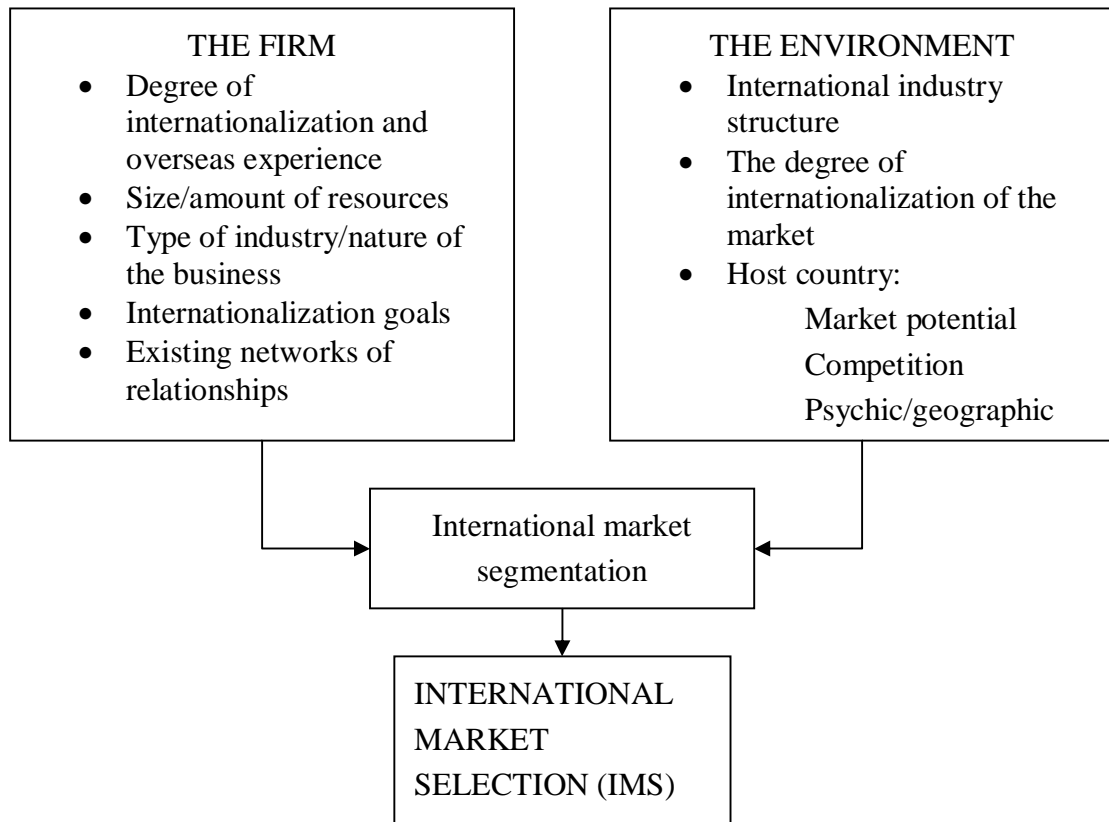 THE FIRM
• Degree of
internationalization and
overseas experience
• Size/amount of resources
• Type of industry/nature of
the business
• Internationalization goals
• Existing networks of
relationships
THE ENVIRONMENT
• International industry
structure
• The degree of
internationalization of the
market
• Host country:
Market potential
Competition
Psychic/geographic
International market
segmentation
INTERNATIONAL
MARKET
SELECTION (IMS)